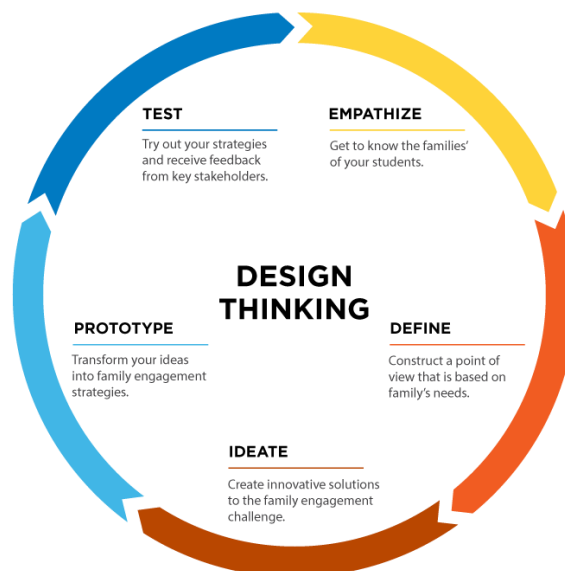 TEST
Try out your strategies
and receive feedback
from key stakeholders.
EMPATHIZE
Get to know the families'
of your students.
DESIGN
THINKING
PROTOTYPE
Transform your ideas
into family engagement
strategies.
DEFINE
Construct a point of
view that is based on
family's needs.
IDEATE
Create innovative solutions
to the family engagement
challenge.